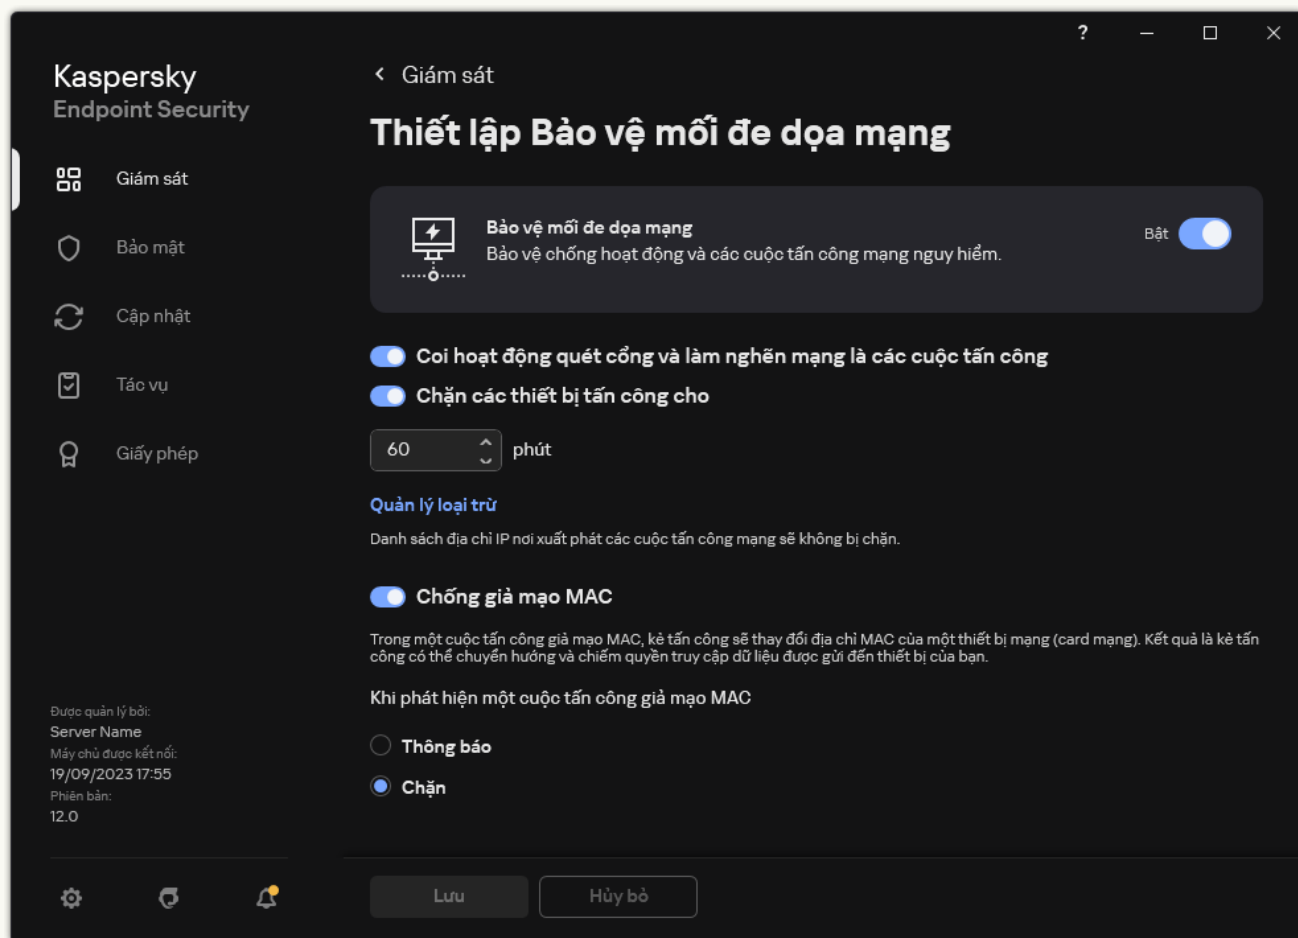 ?
Kaspersky
Endpoint Security
Giám sát
Bảo mật
Cập nhật
Tác vụ
Giấy phép
Được quản lý bởi:
Server Name
Máy chủ được kết nối:
19/09/2023 17:55
Phiên bản:
12.0
Giám sát
Thiết lập Bảo vệ mối đe dọa mạng
Bảo vệ mối đe dọa mạng
Bảo vệ chống hoạt động và các cuộc tấn công mạng nguy hiểm.
Bật
Coi hoạt động quét cổng và làm nghẽn mạng là các cuộc tấn công
Chặn các thiết bị tấn công cho
60 phút
Quản lý loại trừ
Danh sách địa chỉ IP nơi xuất phát các cuộc tấn công mạng sẽ không bị chặn.
Chống giả mạo MAC
Trong một cuộc tấn công giả mạo MAC, kẻ tấn công sẽ thay đổi địa chỉ MAC của một thiết bị mạng (card mạng). Kết quả là kẻ tấn
công có thể chuyển hướng và chiếm quyền truy cập dữ liệu được gửi đến thiết bị của bạn.
Khi phát hiện một cuộc tấn công giả mạo MAC
Thông báo
Chặn
Lưu
Hủy bỏ